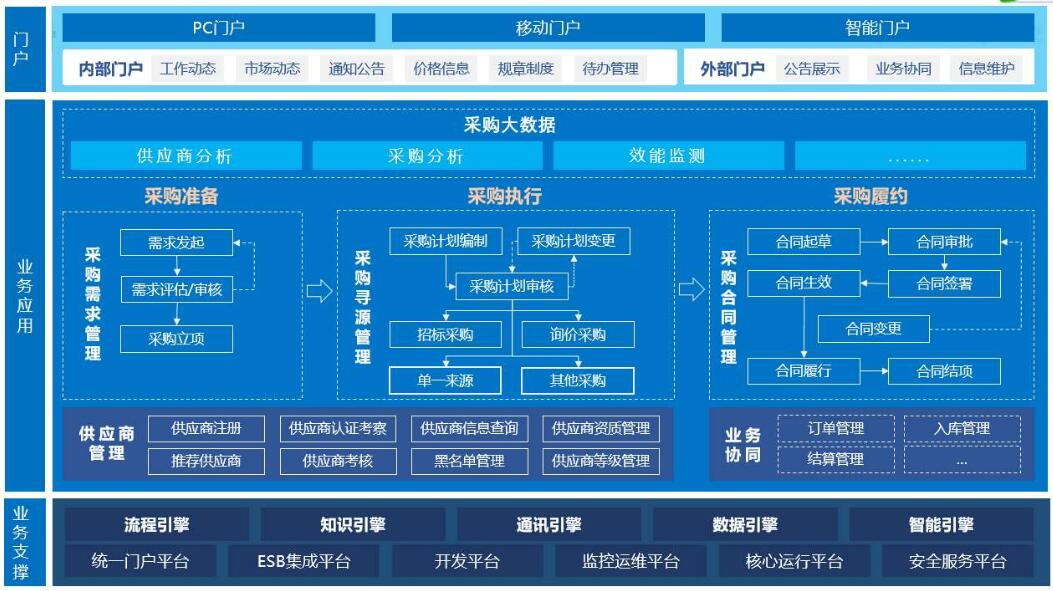 门户
PC门户
移动门户
智能门户
内部门户
工作动态
市场动态
通知公告
价格信息
规章制度
待办管理
外部门户
公告展示
业务协同
信息维护
业务应用
采购大数据
供应商分析
采购分析
效能监测
......
采购准备
采购需求管理
需求发起
需求评估/审核
采购立项
采购执行
采购寻源管理
采购计划编制
采购计划变更
采购计划审核
招标采购
询价采购
单一来源
其他采购
采购履约
采购合同管理
合同起草
合同审批
合同生效
合同签署
合同变更
合同履行
合同结项
供应商
管理
供应商注册
供应商认证考察
供应商信息查询
供应商资质管理
推荐供应商
供应商考核
黑名单管理
供应商等级管理
业务
协同
订单管理
入库管理
结算管理
...
业务支撑
流程引擎
知识引擎
通讯引擎
数据引擎
智能引擎
统一门户平台
ESB集成平台
开发平台
监控运维平台
核心运行平台
安全服务平台